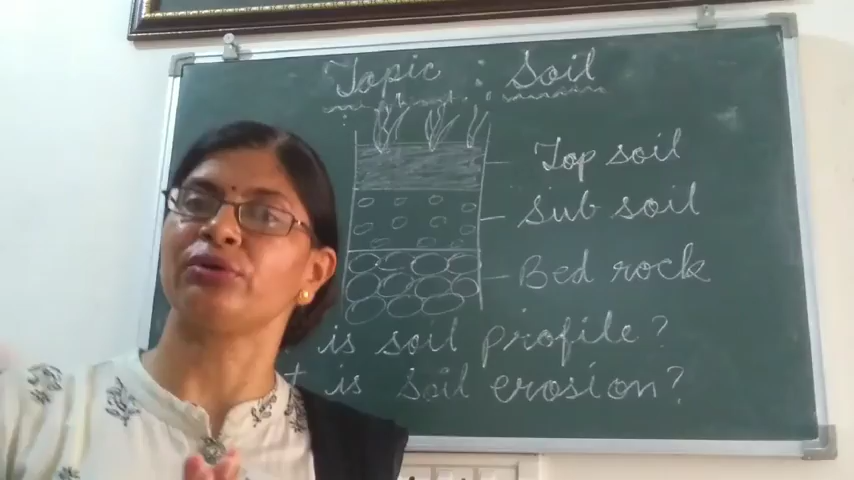 Topic : Soil
Top soil
Sub soil
Bed rock
is soil profile?
is soil erosion?